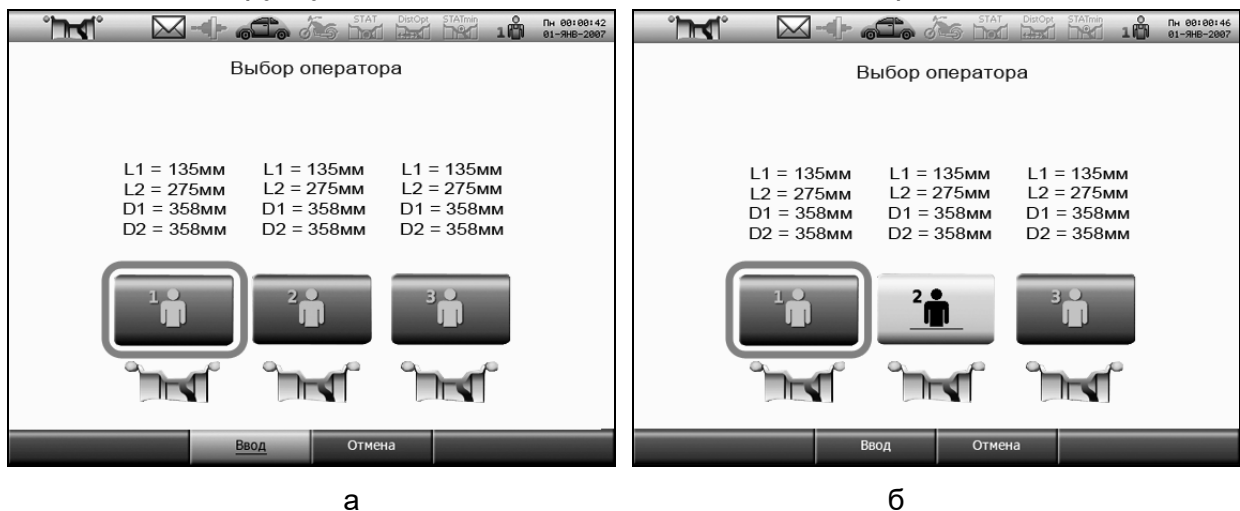 STAT DistOpt STATmin 1 Пн 00:00:42
01-ЯНВ-2007
Выбор оператора
L1 = 135мм L1 = 135мм L1 = 135мм
L2 = 275мм L2 = 275мм L2 = 275мм
D1 = 358мм D1 = 358мм D1 = 358мм
D2 = 358мм D2 = 358мм D2 = 358мм
1 2 3
Ввод Отмена
а
STAT DistOpt STATmin 1 Пн 00:00:46
01-ЯНВ-2007
Выбор оператора
L1 = 135мм L1 = 135мм L1 = 135мм
L2 = 275мм L2 = 275мм L2 = 275мм
D1 = 358мм D1 = 358мм D1 = 358мм
D2 = 358мм D2 = 358мм D2 = 358мм
1 2 3
Ввод Отмена
б